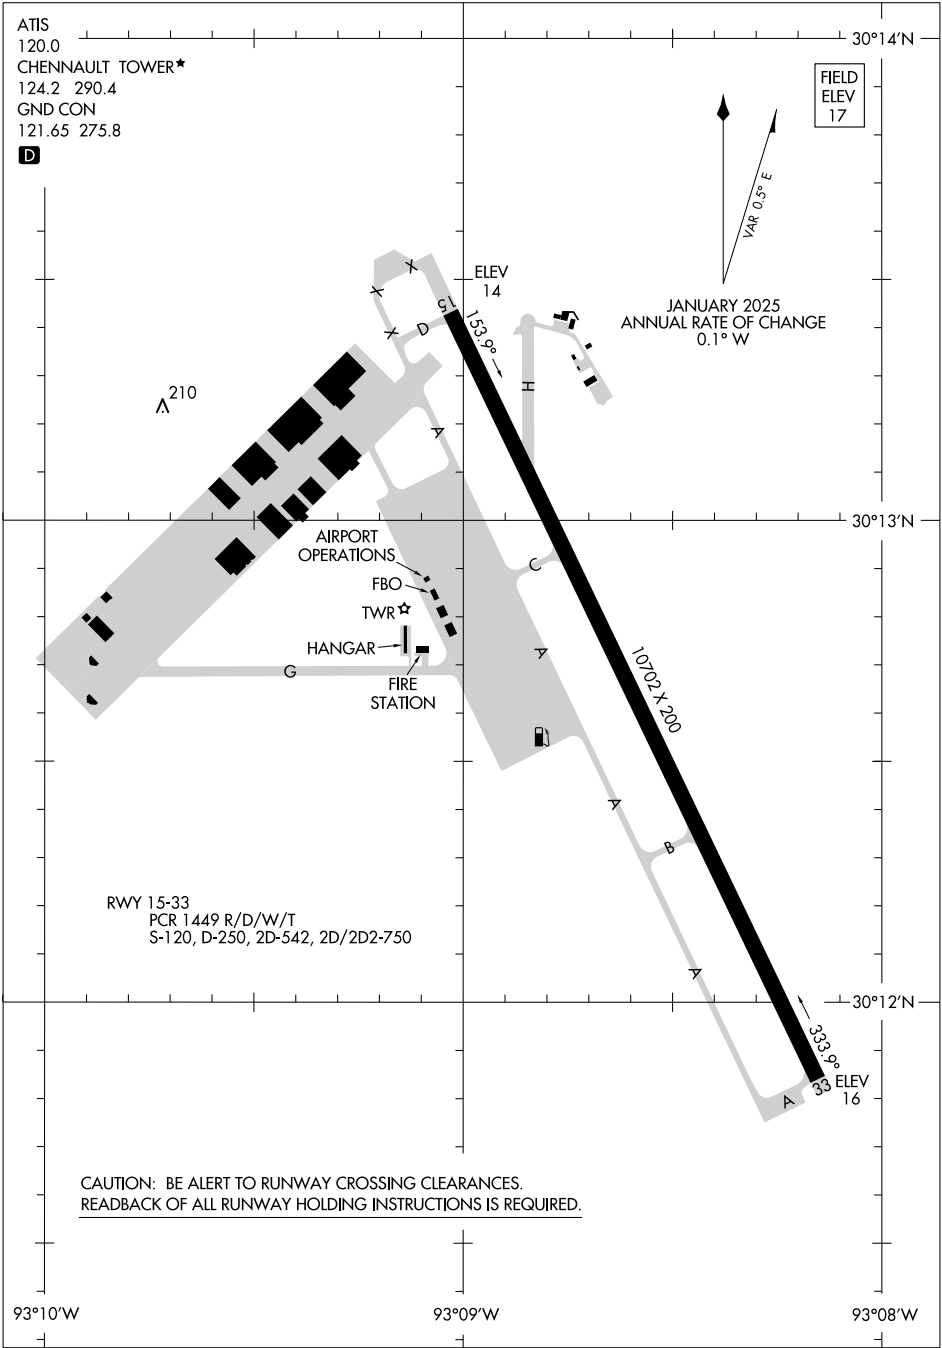 ATIS
120.0
CHENNAULT TOWER★
124.2 290.4
GND CON
121.65 275.8
D
30°14'N
FIELD
ELEV
17
VAR 0.5° E
JANUARY 2025
ANNUAL RATE OF CHANGE
0.1° W
ELEV
14
X
X
X
D
15
153.9°
H
210
A
30°13'N
AIRPORT
OPERATIONS
FBO
TWR
HANGAR
FIRE
STATION
G
C
A
10702 X 200
A
B
RWY 15-33
PCR 1449 R/D/W/T
S-120, D-250, 2D-542, 2D/2D2-750
A
30°12'N
333.9°
33
ELEV
16
A
CAUTION: BE ALERT TO RUNWAY CROSSING CLEARANCES.
READBACK OF ALL RUNWAY HOLDING INSTRUCTIONS IS REQUIRED.
93°10'W
93°09'W
93°08'W